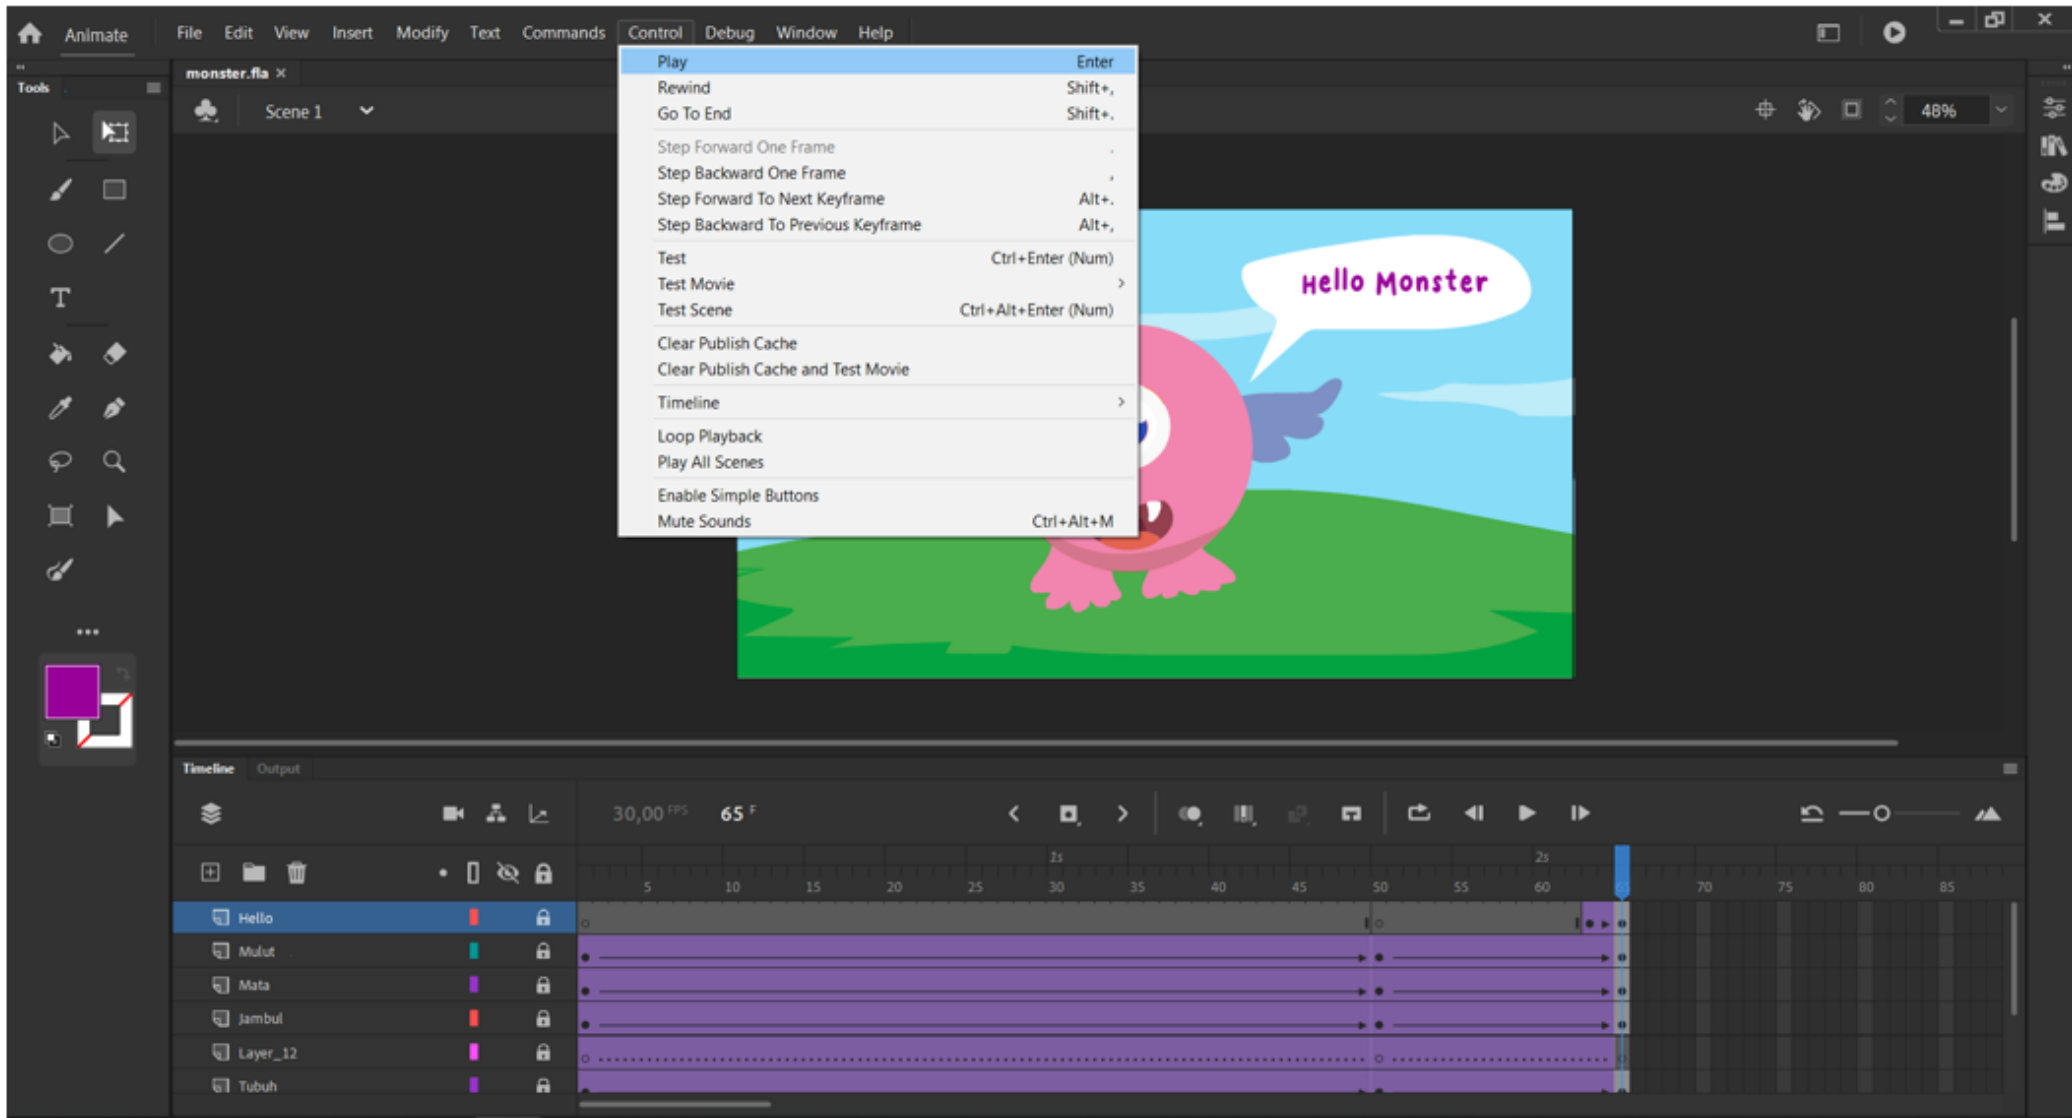 Animate File Edit View Insert Modify Text Commands Control Debug Window Help
Tools
monster.fla
Scene 1
48%
Play Enter
Rewind Shift+,
Go To End Shift+.
Step Forward One Frame .
Step Backward One Frame ,
Step Forward To Next Keyframe Alt+.
Step Backward To Previous Keyframe Alt+,
Test Ctrl+Enter (Num)
Test Movie
Test Scene Ctrl+Alt+Enter (Num)
Clear Publish Cache
Clear Publish Cache and Test Movie
Timeline
Loop Playback
Play All Scenes
Enable Simple Buttons
Mute Sounds Ctrl+Alt+M
Hello Monster
Timeline Output
30,00 FPS 65 F
1s 2s
5 10 15 20 25 30 35 40 45 50 55 60 65 70 75 80 85
Hello
Mulut
Mata
Jambul
Layer_12
Tubuh